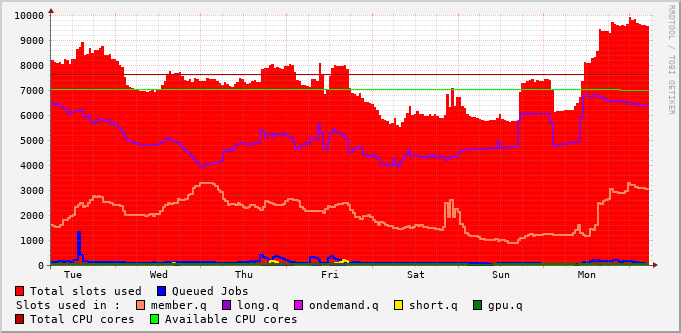 10000
9000
8000
7000
6000
5000
4000
3000
2000
1000
0
Tue Wed Thu Fri Sat Sun Mon
Total slots used Queued Jobs
Slots used in : member.q long.q ondemand.q short.q gpu.q
Total CPU cores Available CPU cores
RRDTOOL / TOBI OETIKER